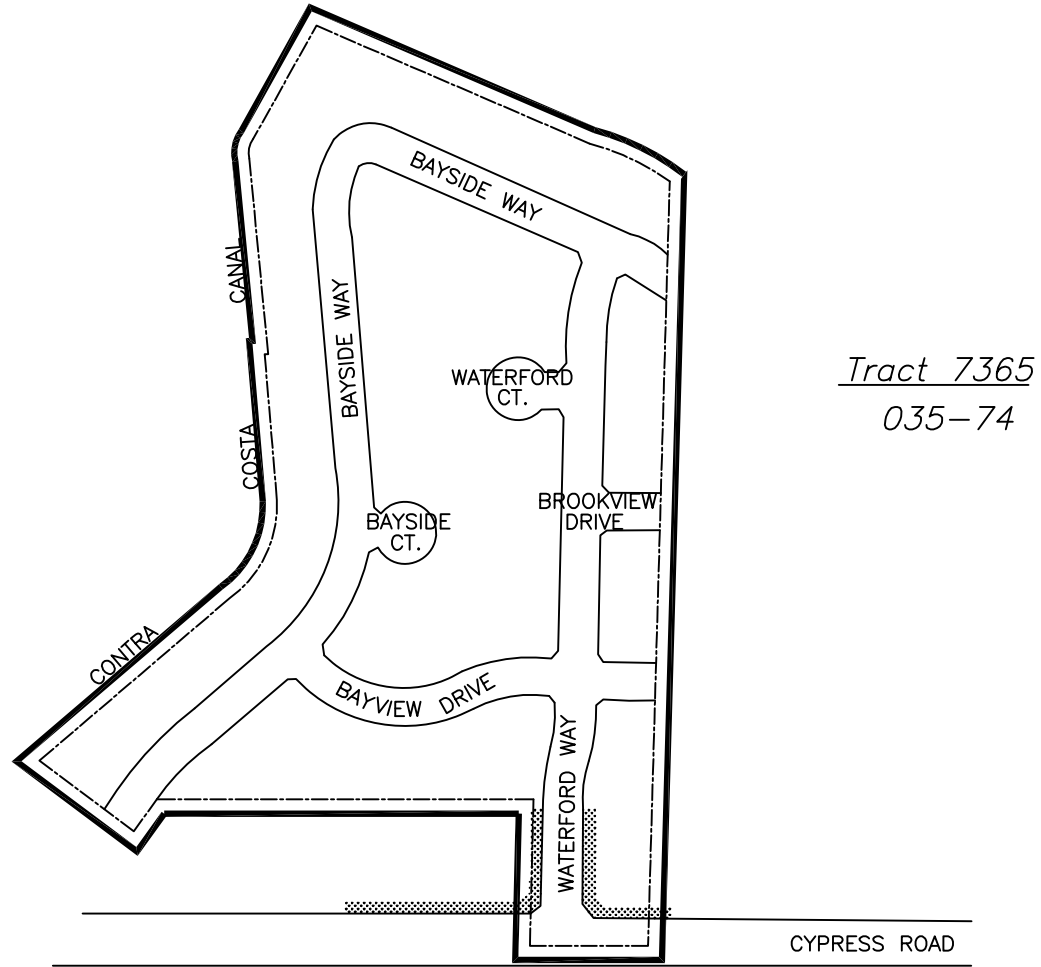 BAYSIDE WAY
CANAL
BAYSIDE WAY
WATERFORD
CT.
Tract 7365
035-74
COSTA
BAYSIDE
CT.
BROOKVIEW
DRIVE
CONTRA
BAYVIEW DRIVE
WATERFORD WAY
CYPRESS ROAD